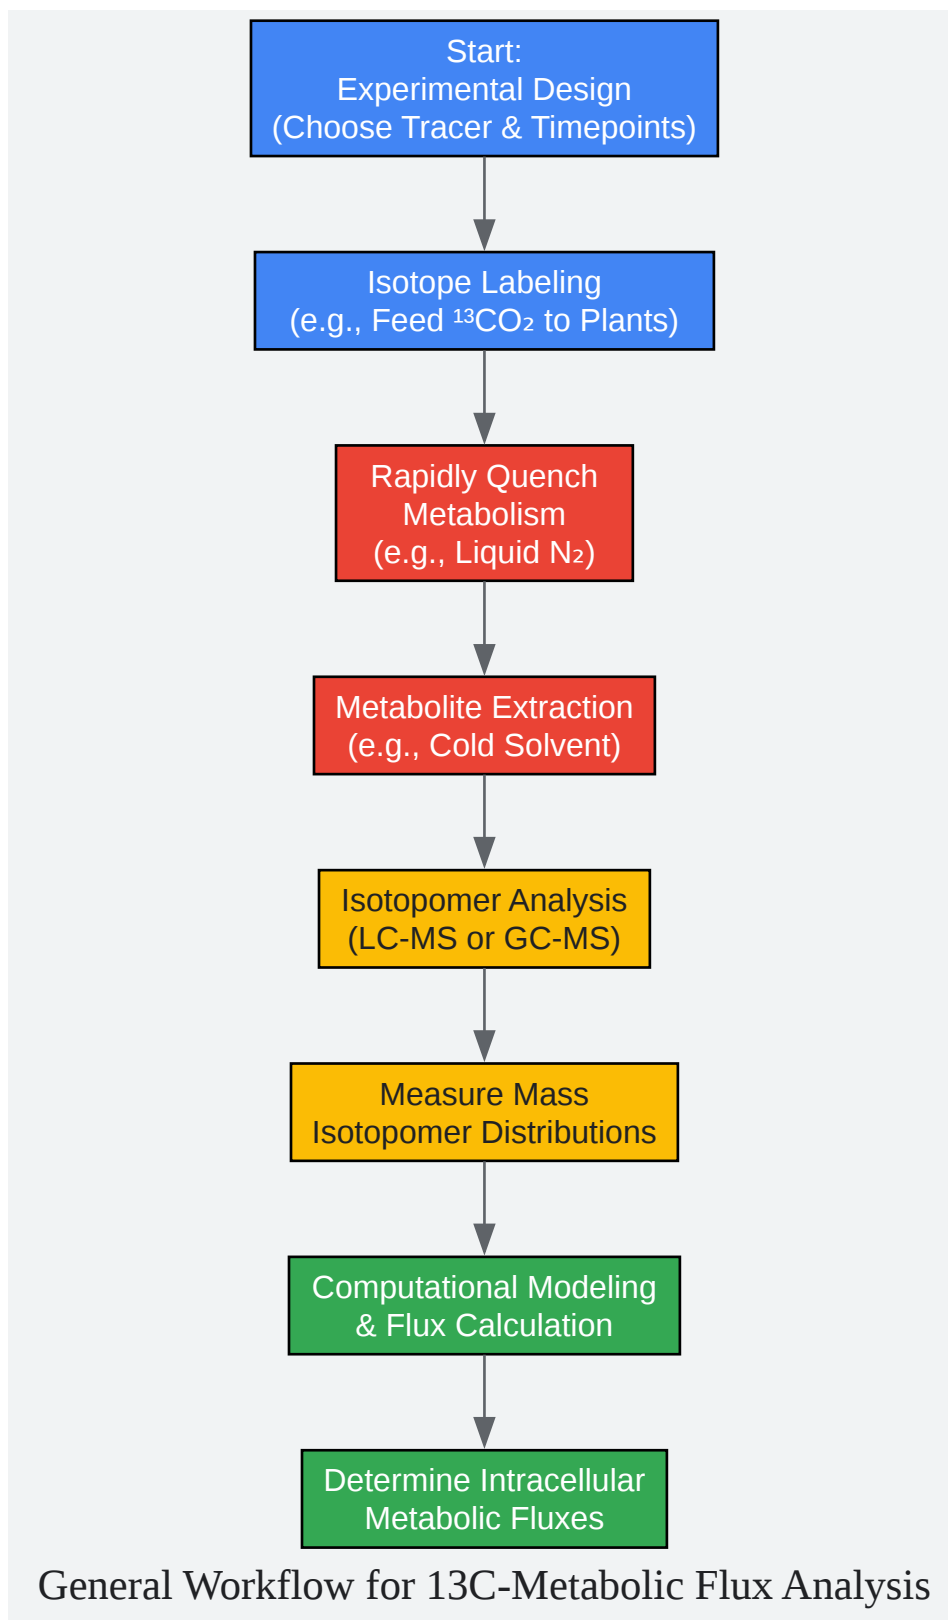 Start:
Experimental Design
(Choose Tracer & Timepoints)
Isotope Labeling
(e.g., Feed ¹³CO₂ to Plants)
Rapidly Quench
Metabolism
(e.g., Liquid N₂)
Metabolite Extraction
(e.g., Cold Solvent)
Isotopomer Analysis
(LC-MS or GC-MS)
Measure Mass
Isotopomer Distributions
Computational Modeling
& Flux Calculation
Determine Intracellular
Metabolic Fluxes
General Workflow for 13C-Metabolic Flux Analysis